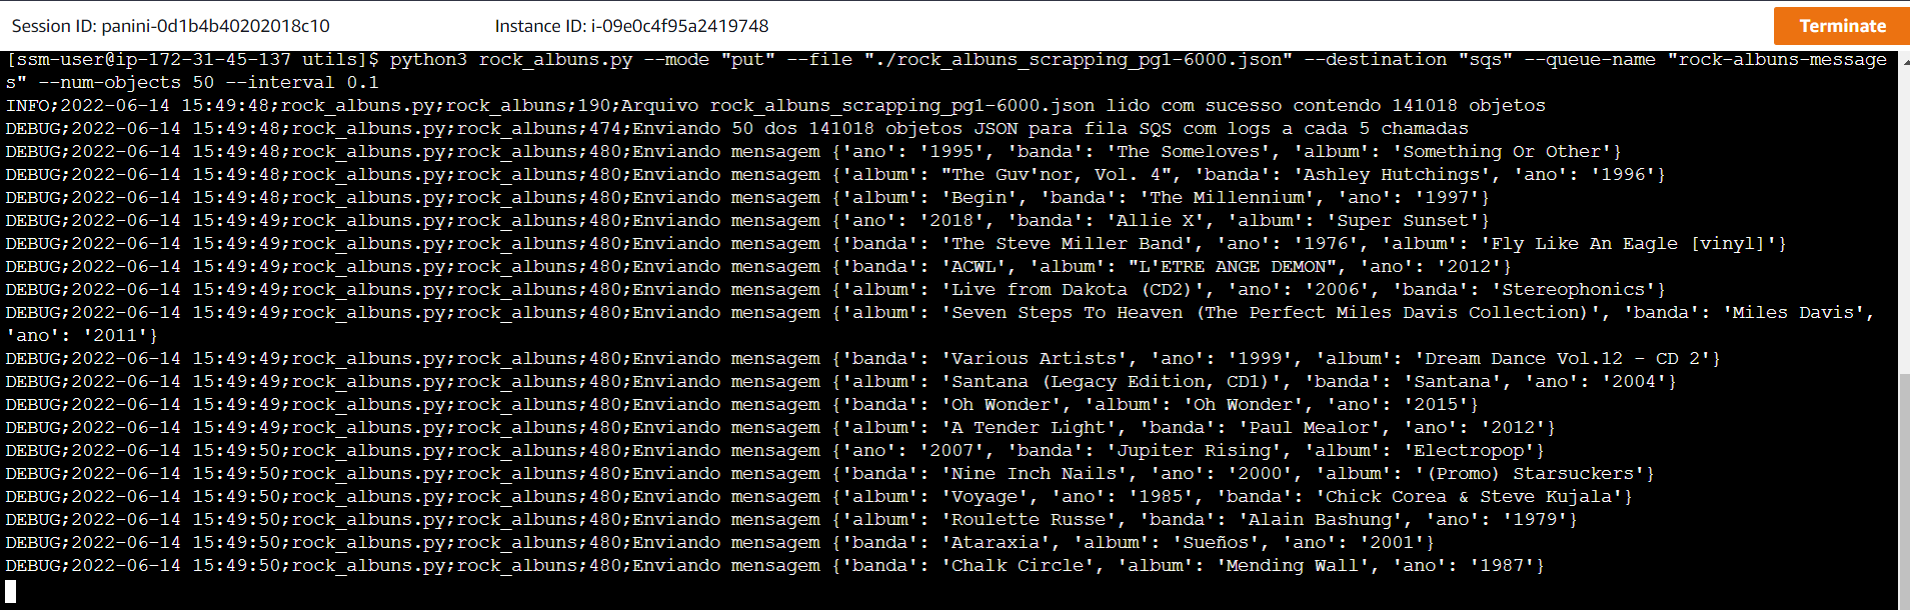 Session ID: panini-0d1b4b40202018c10 Instance ID: i-09e0c4f95a2419748 Terminate
[ssm-user@ip-172-31-45-137 utils]$ python3 rock_albuns.py --mode "put" --file "./rock_albuns_scrapping_pg1-6000.json" --destination "sqs" --queue-name "rock-albuns-message
s" --num-objects 50 --interval 0.1
INFO;2022-06-14 15:49:48;rock_albuns.py;rock_albuns;190;Arquivo rock_albuns_scrapping_pg1-6000.json lido com sucesso contendo 141018 objetos
DEBUG;2022-06-14 15:49:48;rock_albuns.py;rock_albuns;474;Enviando 50 dos 141018 objetos JSON para fila SQS com logs a cada 5 chamadas
DEBUG;2022-06-14 15:49:48;rock_albuns.py;rock_albuns;480;Enviando mensagem {'ano': '1995', 'banda': 'The Someloves', 'album': 'Something Or Other'}
DEBUG;2022-06-14 15:49:48;rock_albuns.py;rock_albuns;480;Enviando mensagem {'album': "The Guv'nor, Vol. 4", 'banda': 'Ashley Hutchings', 'ano': '1996'}
DEBUG;2022-06-14 15:49:48;rock_albuns.py;rock_albuns;480;Enviando mensagem {'album': 'Begin', 'banda': 'The Millennium', 'ano': '1997'}
DEBUG;2022-06-14 15:49:49;rock_albuns.py;rock_albuns;480;Enviando mensagem {'ano': '2018', 'banda': 'Allie X', 'album': 'Super Sunset'}
DEBUG;2022-06-14 15:49:49;rock_albuns.py;rock_albuns;480;Enviando mensagem {'banda': 'The Steve Miller Band', 'ano': '1976', 'album': 'Fly Like An Eagle [vinyl]'}
DEBUG;2022-06-14 15:49:49;rock_albuns.py;rock_albuns;480;Enviando mensagem {'banda': 'ACWL', 'album': "L'ETRE ANGE DEMON", 'ano': '2012'}
DEBUG;2022-06-14 15:49:49;rock_albuns.py;rock_albuns;480;Enviando mensagem {'album': 'Live from Dakota (CD2)', 'ano': '2006', 'banda': 'Stereophonics'}
DEBUG;2022-06-14 15:49:49;rock_albuns.py;rock_albuns;480;Enviando mensagem {'album': 'Seven Steps To Heaven (The Perfect Miles Davis Collection)', 'banda': 'Miles Davis',
'ano': '2011'}
DEBUG;2022-06-14 15:49:49;rock_albuns.py;rock_albuns;480;Enviando mensagem {'banda': 'Various Artists', 'ano': '1999', 'album': 'Dream Dance Vol.12 - CD 2'}
DEBUG;2022-06-14 15:49:49;rock_albuns.py;rock_albuns;480;Enviando mensagem {'album': 'Santana (Legacy Edition, CD1)', 'banda': 'Santana', 'ano': '2004'}
DEBUG;2022-06-14 15:49:49;rock_albuns.py;rock_albuns;480;Enviando mensagem {'banda': 'Oh Wonder', 'album': 'Oh Wonder', 'ano': '2015'}
DEBUG;2022-06-14 15:49:49;rock_albuns.py;rock_albuns;480;Enviando mensagem {'album': 'A Tender Light', 'banda': 'Paul Mealor', 'ano': '2012'}
DEBUG;2022-06-14 15:49:50;rock_albuns.py;rock_albuns;480;Enviando mensagem {'ano': '2007', 'banda': 'Jupiter Rising', 'album': 'Electropop'}
DEBUG;2022-06-14 15:49:50;rock_albuns.py;rock_albuns;480;Enviando mensagem {'banda': 'Nine Inch Nails', 'ano': '2000', 'album': '(Promo) Starsuckers'}
DEBUG;2022-06-14 15:49:50;rock_albuns.py;rock_albuns;480;Enviando mensagem {'album': 'Voyage', 'ano': '1985', 'banda': 'Chick Corea & Steve Kujala'}
DEBUG;2022-06-14 15:49:50;rock_albuns.py;rock_albuns;480;Enviando mensagem {'album': 'Roulette Russe', 'banda': 'Alain Bashung', 'ano': '1979'}
DEBUG;2022-06-14 15:49:50;rock_albuns.py;rock_albuns;480;Enviando mensagem {'banda': 'Ataraxia', 'album': 'Sueños', 'ano': '2001'}
DEBUG;2022-06-14 15:49:50;rock_albuns.py;rock_albuns;480;Enviando mensagem {'banda': 'Chalk Circle', 'album': 'Mending Wall', 'ano': '1987'}